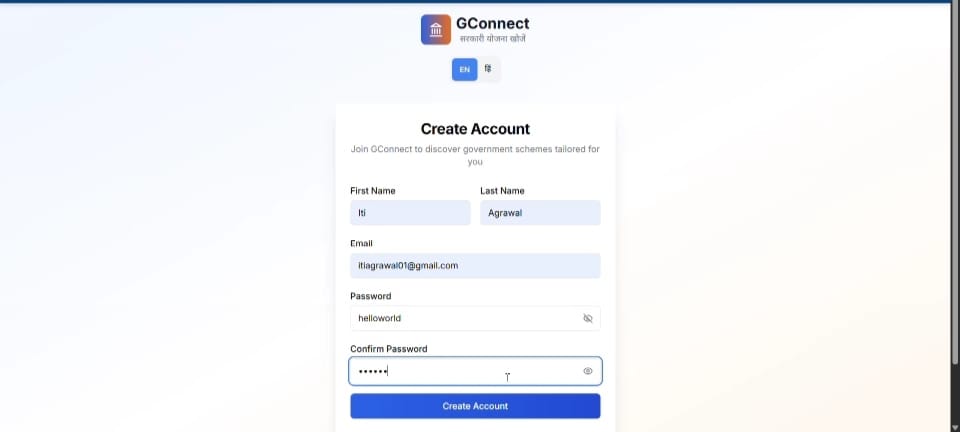 GConnect
सरकारी योजना खोजें
EN
हिं
Create Account
Join GConnect to discover government schemes tailored for
you
First Name
Last Name
Iti
Agrawal
Email
itiagrawal01@gmail.com
Password
helloworld
Confirm Password
••••••
Create Account